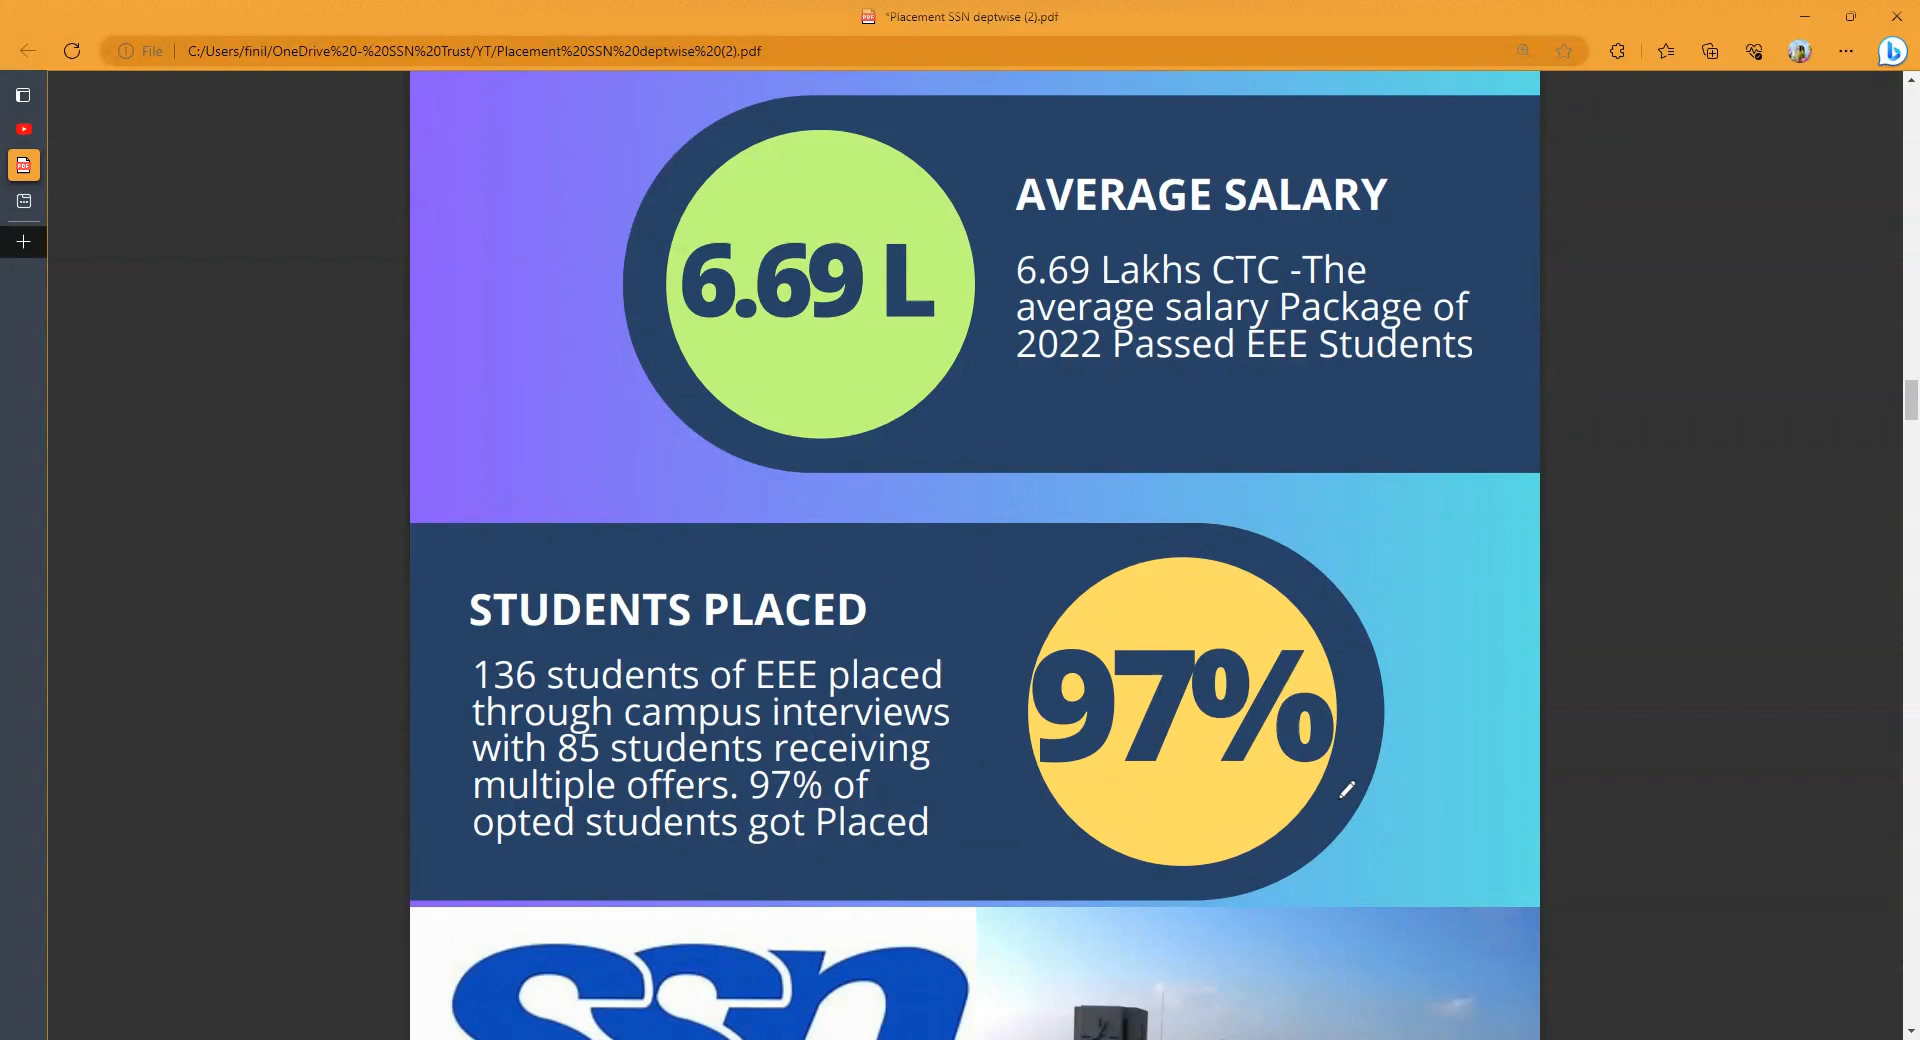 *Placement SSN deptwise (2).pdf
File
C:/Users/finil/OneDrive%20-%20SSN%20Trust/YT/Placement%20SSN%20deptwise%20(2).pdf
6.69 L
AVERAGE SALARY
6.69 Lakhs CTC -The
average salary Package of
2022 Passed EEE Students
STUDENTS PLACED
136 students of EEE placed
through campus interviews
with 85 students receiving
multiple offers. 97% of
opted students got Placed
97%
ssn